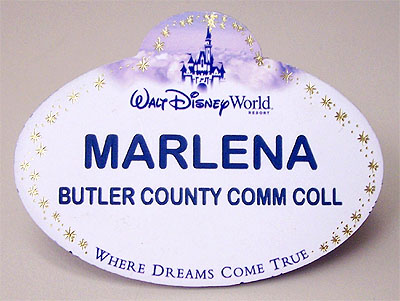 Walt Disney World
RESORT
MARLENA
BUTLER COUNTY COMM COLL
WHERE DREAMS COME TRUE